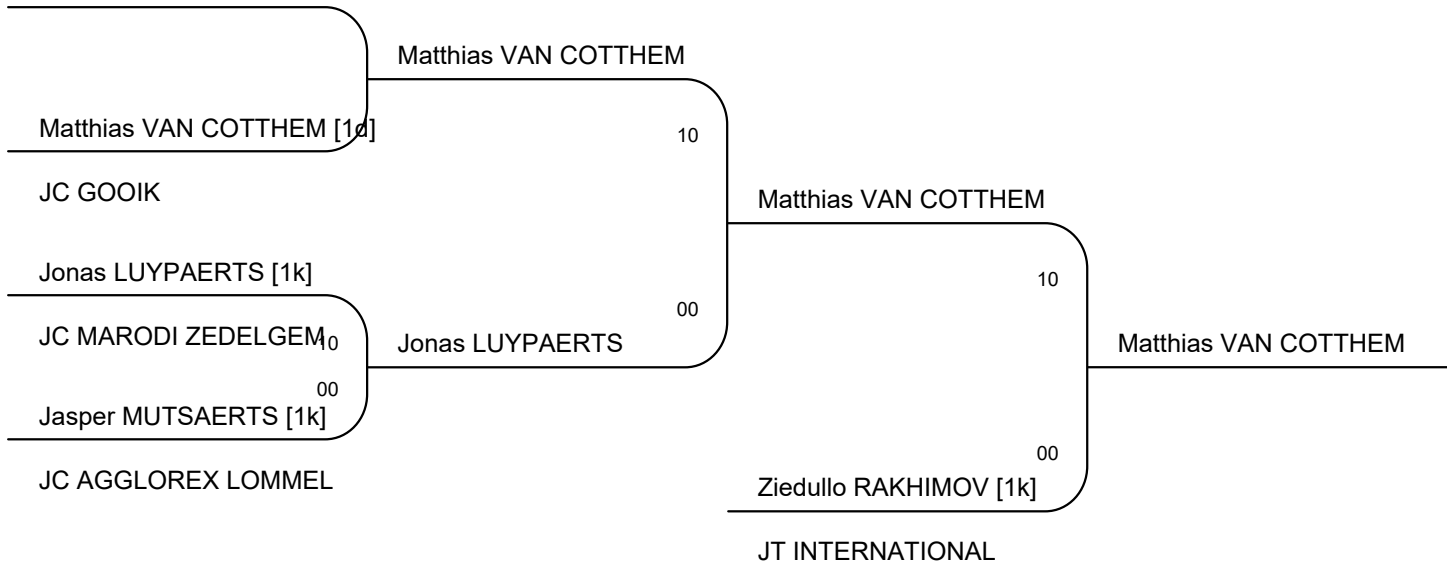 Matthias VAN COTTHEM
Matthias VAN COTTHEM [1d]
10
JC GOOIK
Matthias VAN COTTHEM
Jonas LUYPAERTS [1k]
10
00
JC MARODI ZEDELGEM
10
Jonas LUYPAERTS
Matthias VAN COTTHEM
00
Jasper MUTSAERTS [1k]
00
JC AGGLOREX LOMMEL
Ziedullo RAKHIMOV [1k]
JT INTERNATIONAL